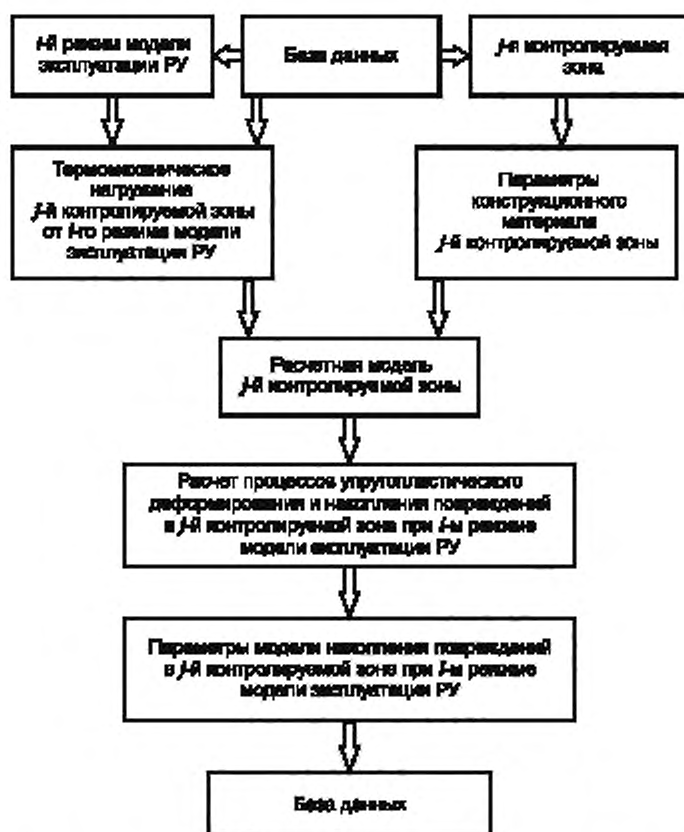 i-й режим модели
эксплуатации РУ
База данных
j-я контролируемая
зона
Термомеханическое
нагружение
j-й контролируемой зоны
от i-го режима модели
эксплуатации РУ
Параметры
конструкционного
материала
j-й контролируемой зоны
Расчетная модель
j-й контролируемой зоны
Расчет процессов упругопластического
деформирования и накопления повреждений
в j-й контролируемой зоне при i-м режиме
модели эксплуатации РУ
Параметры модели накопления повреждений
в j-й контролируемой зоне при i-м режиме
модели эксплуатации РУ
База данных